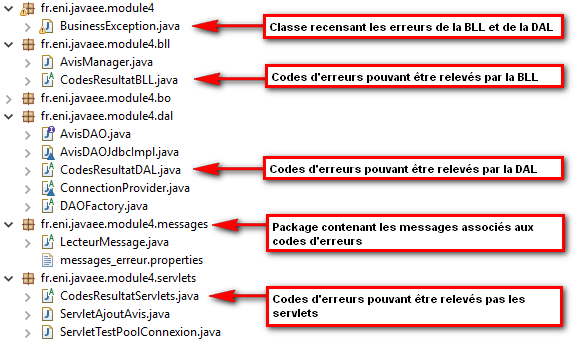 fr.eni.javaee.module4
BusinessException.java
Classe recensant les erreurs de la BLL et de la DAL
fr.eni.javaee.module4.bll
AvisManager.java
CodesResultatBLL.java
Codes d'erreurs pouvant être relevés par la BLL
fr.eni.javaee.module4.bo
fr.eni.javaee.module4.dal
AvisDAO.java
AvisDAOJdbcImpl.java
CodesResultatDAL.java
Codes d'erreurs pouvant être relevés par la DAL
ConnectionProvider.java
DAOFactory.java
fr.eni.javaee.module4.messages
Package contenant les messages associés aux
codes d'erreurs
LecteurMessage.java
messages_erreur.properties
fr.eni.javaee.module4.servlets
CodesResultatServlets.java
Codes d'erreurs pouvant être relevés pas les
servlets
ServletAjoutAvis.java
ServletTestPoolConnexion.java